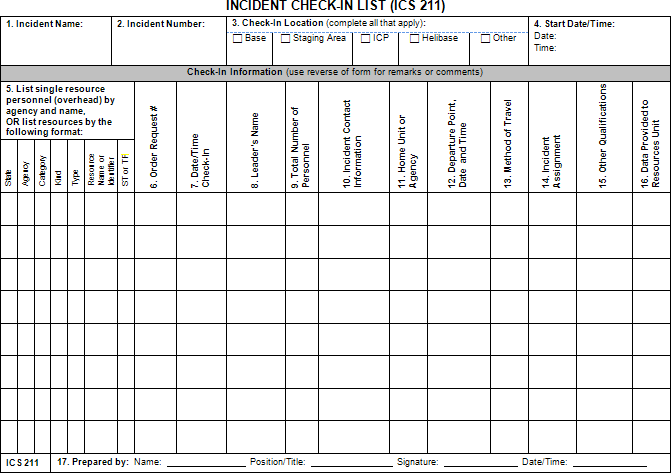 INCIDENT CHECK-IN LIST (ICS 211)
1. Incident Name:
2. Incident Number:
3. Check-In Location (complete all that apply):
Base
Staging Area
ICP
Helibase
Other
4. Start Date/Time:
Date:
Time:
Check-In Information (use reverse of form for remarks or comments)
5. List single resource
personnel (overhead) by
agency and name,
OR list resources by the
following format:
State
Agency
Category
Kind
Type
Resource
Name or
Identifier
ST or TF
6. Order Request #
7. Date/Time
Check-In
8. Leader's Name
9. Total Number of
Personnel
10. Incident Contact
Information
11. Home Unit or
Agency
12. Departure Point,
Date and Time
13. Method of Travel
14. Incident
Assignment
15. Other Qualifications
16. Data Provided to
Resources Unit
ICS 211
17. Prepared by: Name:
Position/Title:
Signature:
Date/Time: